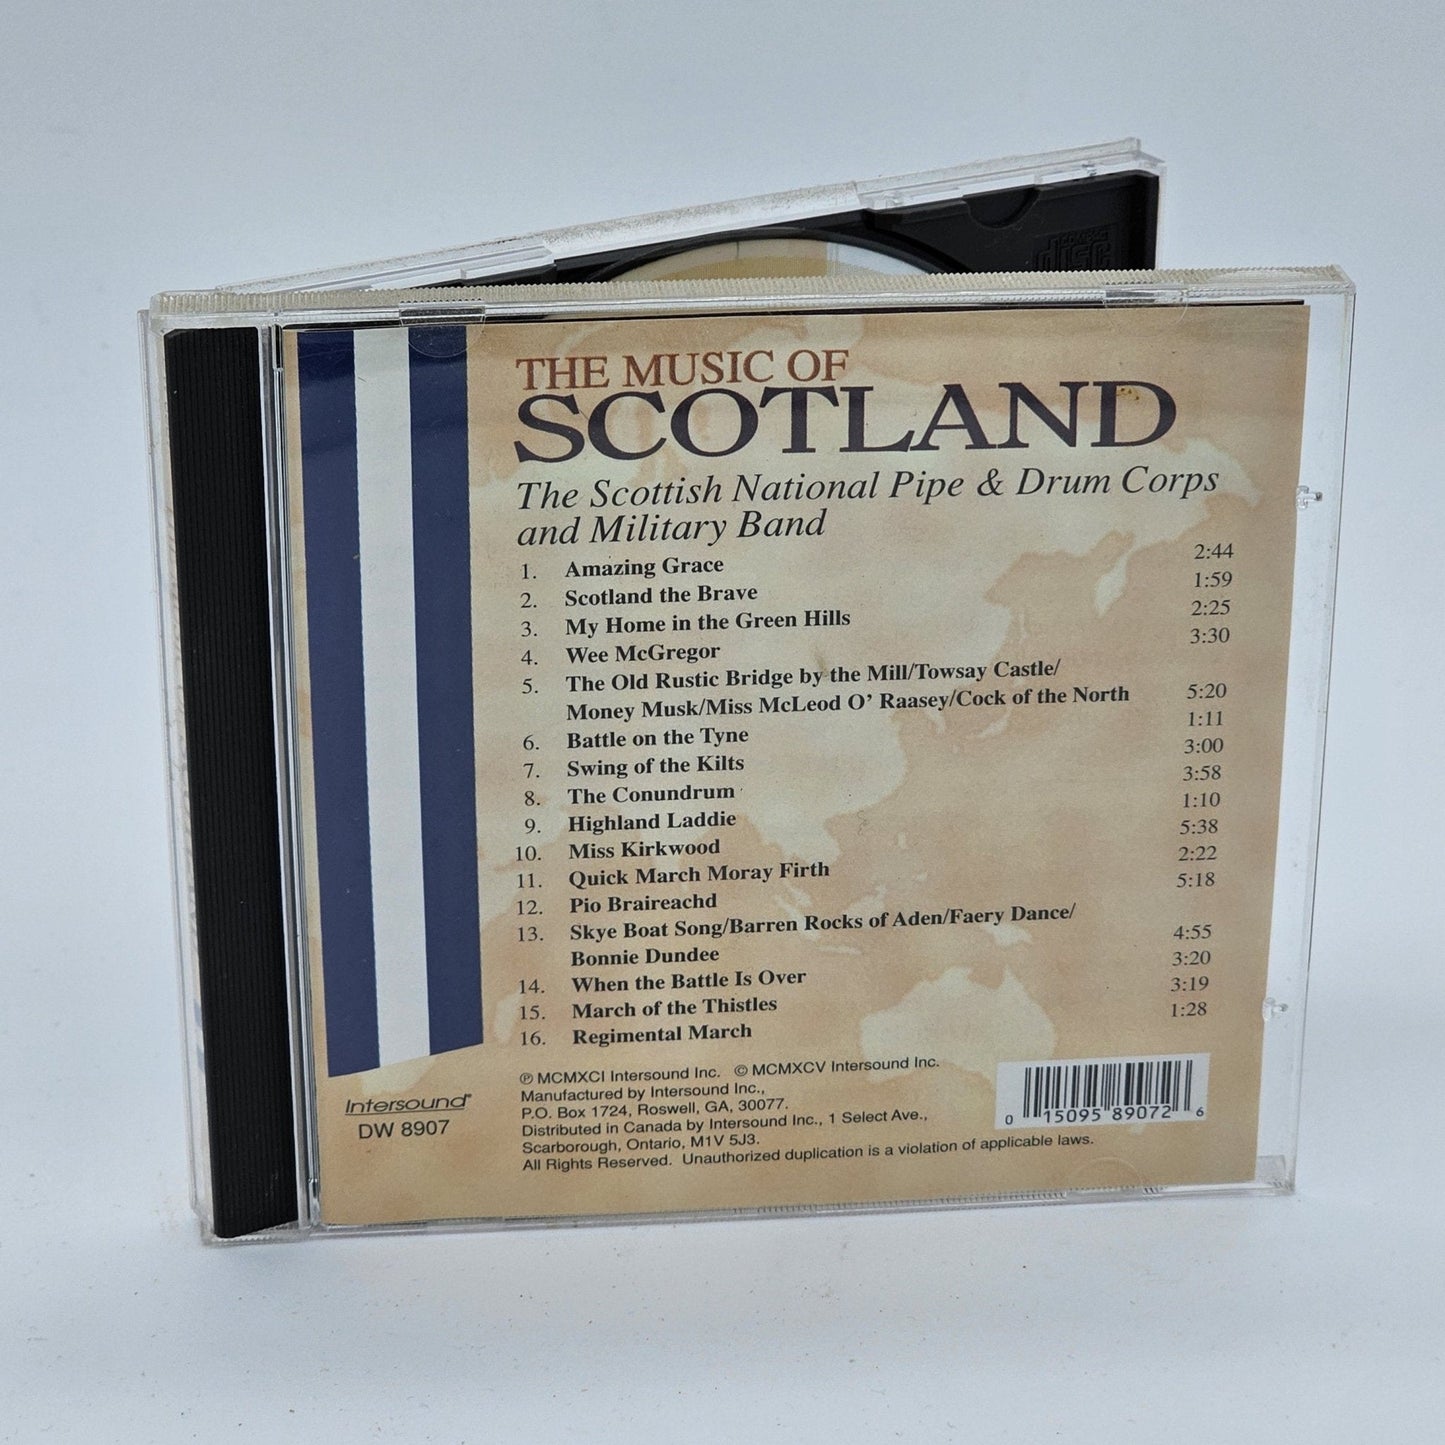 THE MUSIC OF
SCOTLAND
The Scottish National Pipe & Drum Corps
and Military Band
1. Amazing Grace 2:44
2. Scotland the Brave 1:59
3. My Home in the Green Hills 2:25
4. Wee McGregor 3:30
5. The Old Rustic Bridge by the Mill/Towsay Castle/
Money Musk/Miss McLeod O' Raasey/Cock of the North 5:20
6. Battle on the Tyne 1:11
7. Swing of the Kilts 3:00
8. The Conundrum 3:58
9. Highland Laddie 1:10
10. Miss Kirkwood 5:38
11. Quick March Moray Firth 2:22
12. Pio Braireachd 5:18
13. Skye Boat Song/Barren Rocks of Aden/Faery Dance/
Bonnie Dundee 4:55
14. When the Battle Is Over 3:20
15. March of the Thistles 3:19
16. Regimental March 1:28
℗ MCMXCI Intersound Inc. © MCMXCV Intersound Inc.
Manufactured by Intersound Inc.,
P.O. Box 1724, Roswell, GA, 30077.
Distributed in Canada by Intersound Inc., 1 Select Ave.,
Scarborough, Ontario, M1V 5J3.
All Rights Reserved. Unauthorized duplication is a violation of applicable laws.
Intersound
DW 8907
0 15095 89072 6
disc